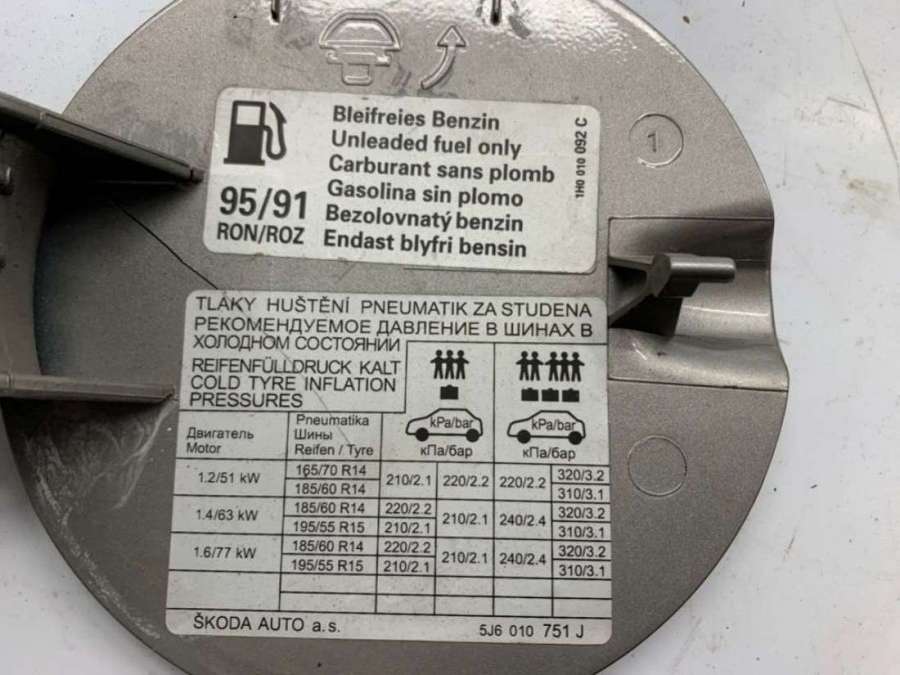 Bleifreies Benzin
Unleaded fuel only
Carburant sans plomb
Gasolina sin plomo
95/91 Bezolovnatý benzin
RON/ROZ Endast blyfri bensin
1H0 010 092 C
1
TLAKY HUŠTĚNÍ PNEUMATIK ZA STUDENA
РЕКОМЕНДУЕМОЕ ДАВЛЕНИЕ В ШИНАХ В
ХОЛОДНОМ СОСТОЯНИИ
REIFENFÜLLDRUCK KALT
COLD TYRE INFLATION
PRESSURES
Двигатель
Motor
Pneumatika
Шины
Reifen / Tyre
kPa/bar
кПа/бар
kPa/bar
кПа/бар
1.2/51 kW 165/70 R14 210/2.1 220/2.2 220/2.2 320/3.2
185/60 R14 310/3.1
1.4/63 kW 185/60 R14 220/2.2 210/2.1 240/2.4 320/3.2
195/55 R15 210/2.1 310/3.1
1.6/77 kW 185/60 R14 220/2.2 210/2.1 240/2.4 320/3.2
195/55 R15 210/2.1 310/3.1
ŠKODA AUTO a.s. 5J6 010 751 J